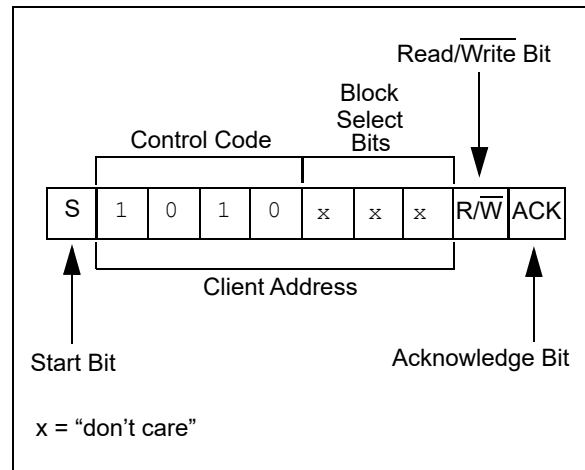 Read/Write Bit
Block
Select
Bits
Control Code
S 1 0 1 0 x x x R/W ACK
Client Address
Start Bit
Acknowledge Bit
x = “don’t care”